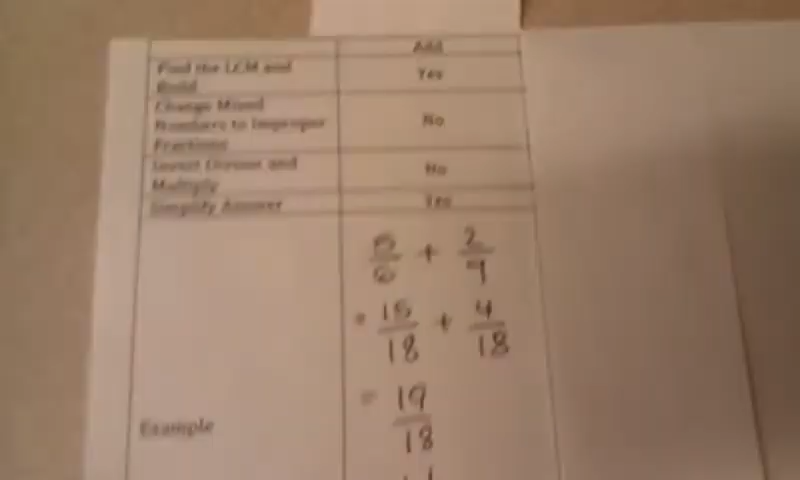 Add
Find the LCM and Build Yes
Change Mixed Numbers to Improper Fractions No
Invert Divisor and Multiply No
Simplify Answer Yes
Example
5/6 + 2/9
= 15/18 + 4/18
= 19/18